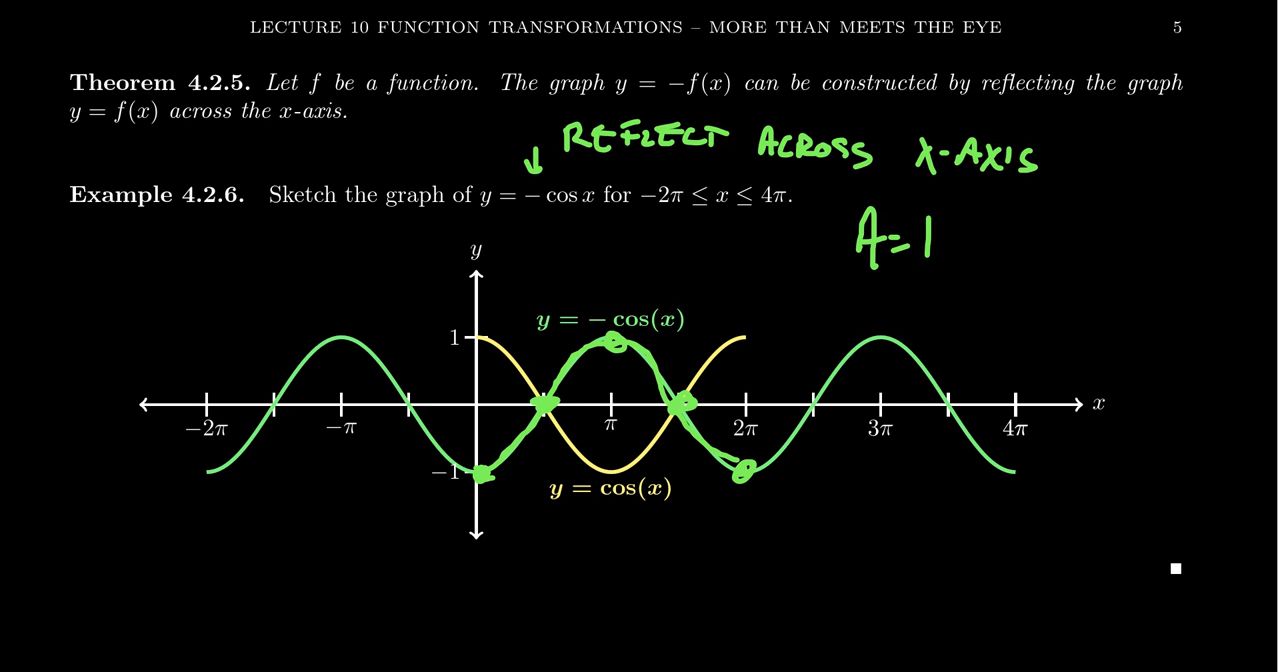 LECTURE 10 FUNCTION TRANSFORMATIONS – MORE THAN MEETS THE EYE 5
Theorem 4.2.5. Let f be a function. The graph y = −f(x) can be constructed by reflecting the graph
y = f(x) across the x-axis.
↓ REFLECT ACROSS X-AXIS
Example 4.2.6. Sketch the graph of y = − cos x for −2π ≤ x ≤ 4π.
A=1
y
y = − cos(x)
1
x
−2π −π π 2π 3π 4π
−1
y = cos(x)